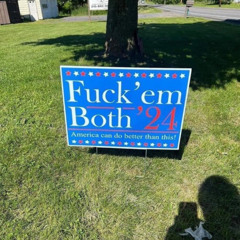 Fuck'em
Both '24
America can do better than this!